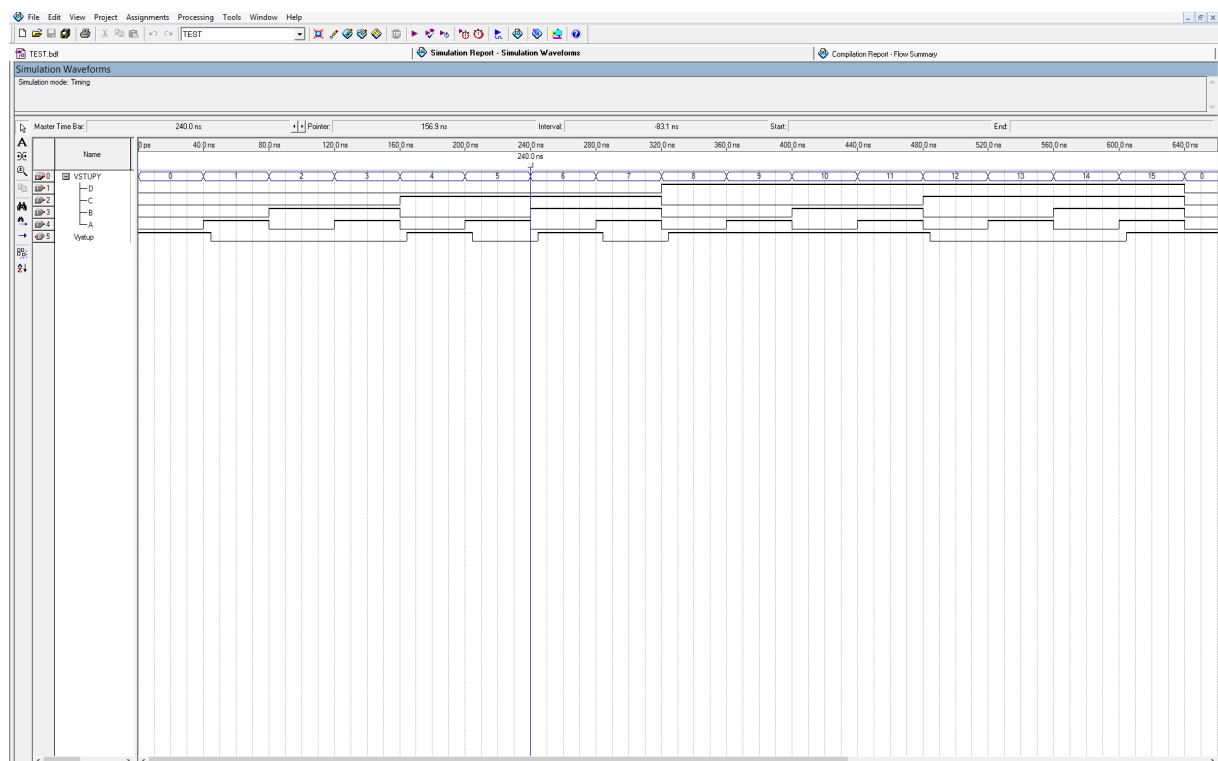 File Edit View Project Assignments Processing Tools Window Help
TEST
TEST.bdf
Simulation Report - Simulation Waveforms
Compilation Report - Flow Summary
Simulation Waveforms
Simulation mode: Timing
Master Time Bar: 240.0 ns Pointer: 156.9 ns Interval: -83.1 ns Start: End:
Name
0 ps 40.0 ns 80.0 ns 120.0 ns 160.0 ns 200.0 ns 240.0 ns 280.0 ns 320.0 ns 360.0 ns 400.0 ns 440.0 ns 480.0 ns 520.0 ns 560.0 ns 600.0 ns 640.0 ns
240.0 ns
0 VSTUPY 0 1 2 3 4 5 6 7 8 9 10 11 12 13 14 15 0
1 D
2 C
3 B
4 A
5 Vystup